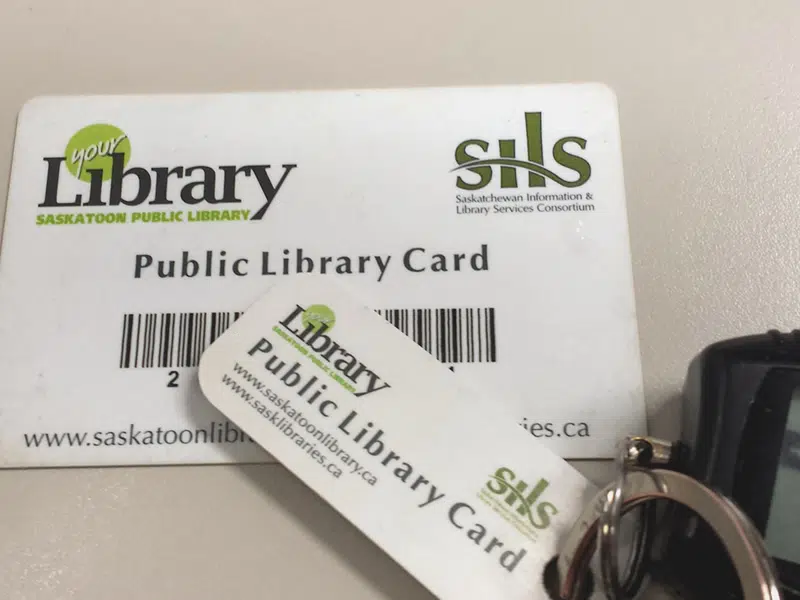 your
Library
SASKATOON PUBLIC LIBRARY
SILS
Saskatchewan Information &
Library Services Consortium
Public Library Card
2
www.saskatoonlibr
ies.ca
your
Library
SASKATOON PUBLIC LIBRARY
Public Library Card
www.saskatoonlibrary.ca
www.sasklibraries.ca
SILS